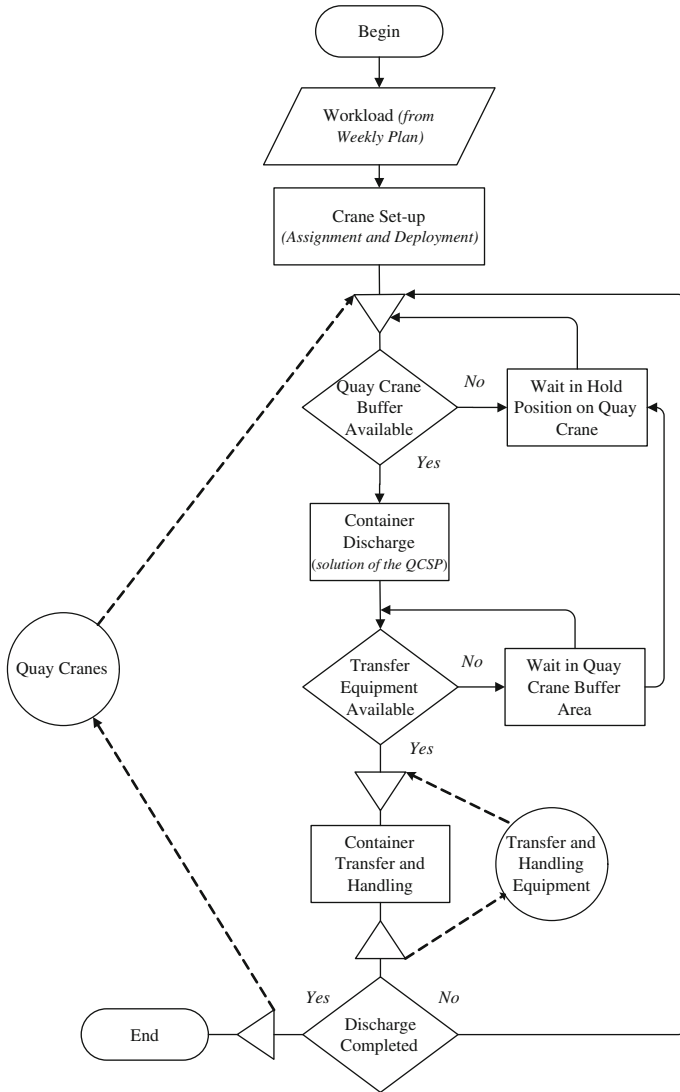 Begin
Workload (from
Weekly Plan)
Crane Set-up
(Assignment and Deployment)
Quay Crane
Buffer
Available
No
Wait in Hold
Position on Quay
Crane
Yes
Container
Discharge
(solution of the QCSP)
Quay Cranes
Transfer
Equipment
Available
No
Wait in Quay
Crane Buffer
Area
Yes
Container
Transfer and
Handling
Transfer and
Handling
Equipment
Yes
No
End
Discharge
Completed